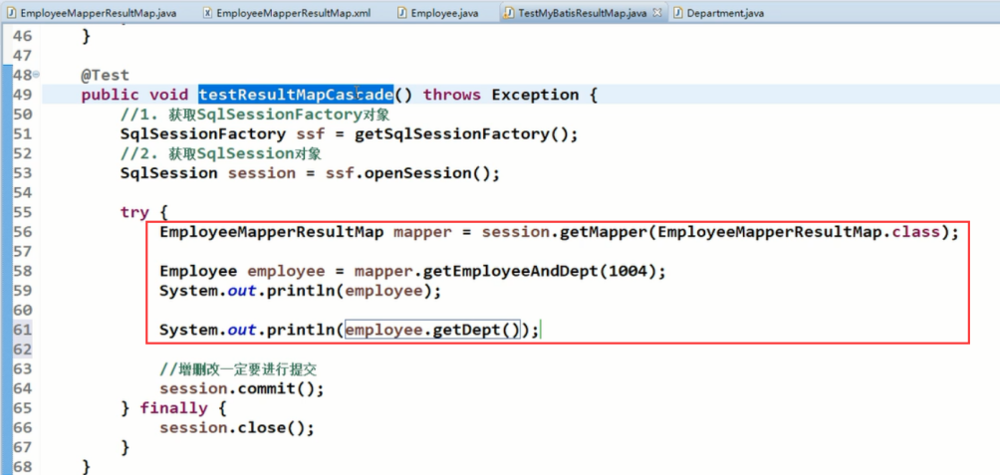 EmployeeMapperResultMap.java EmployeeMapperResultMap.xml Employee.java TestMyBatisResultMap.java Department.java
46 }
47
48 @Test
49 public void testResultMapCascade() throws Exception {
50 //1. 获取SqlSessionFactory对象
51 SqlSessionFactory ssf = getSqlSessionFactory();
52 //2. 获取SqlSession对象
53 SqlSession session = ssf.openSession();
54
55 try {
56 EmployeeMapperResultMap mapper = session.getMapper(EmployeeMapperResultMap.class);
57
58 Employee employee = mapper.getEmployeeAndDept(1004);
59 System.out.println(employee);
60
61 System.out.println(employee.getDept());
62
63 //增删改一定要进行提交
64 session.commit();
65 } finally {
66 session.close();
67 }
68 }